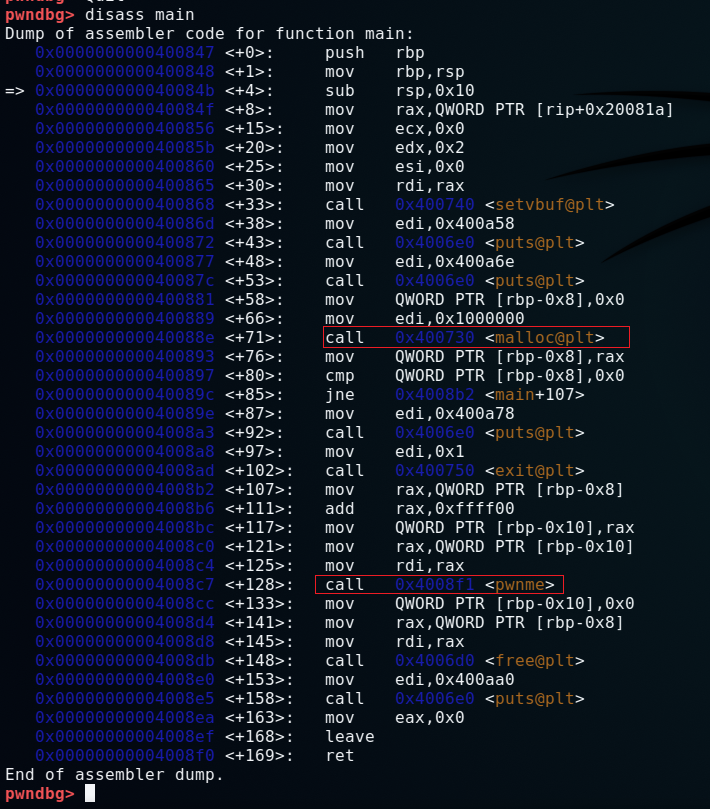 pwndbg> disass main
Dump of assembler code for function main:
   0x0000000000400847 <+0>:     push   rbp
   0x0000000000400848 <+1>:     mov    rbp,rsp
=> 0x000000000040084b <+4>:     sub    rsp,0x10
   0x000000000040084f <+8>:     mov    rax,QWORD PTR [rip+0x20081a]
   0x0000000000400856 <+15>:    mov    ecx,0x0
   0x000000000040085b <+20>:    mov    edx,0x2
   0x0000000000400860 <+25>:    mov    esi,0x0
   0x0000000000400865 <+30>:    mov    rdi,rax
   0x0000000000400868 <+33>:    call   0x400740 <setvbuf@plt>
   0x000000000040086d <+38>:    mov    edi,0x400a58
   0x0000000000400872 <+43>:    call   0x4006e0 <puts@plt>
   0x0000000000400877 <+48>:    mov    edi,0x400a6e
   0x000000000040087c <+53>:    call   0x4006e0 <puts@plt>
   0x0000000000400881 <+58>:    mov    QWORD PTR [rbp-0x8],0x0
   0x0000000000400889 <+66>:    mov    edi,0x1000000
   0x000000000040088e <+71>:    call   0x400730 <malloc@plt>
   0x0000000000400893 <+76>:    mov    QWORD PTR [rbp-0x8],rax
   0x0000000000400897 <+80>:    cmp    QWORD PTR [rbp-0x8],0x0
   0x000000000040089c <+85>:    jne    0x4008b2 <main+107>
   0x000000000040089e <+87>:    mov    edi,0x400a78
   0x00000000004008a3 <+92>:    call   0x4006e0 <puts@plt>
   0x00000000004008a8 <+97>:    mov    edi,0x1
   0x00000000004008ad <+102>:   call   0x400750 <exit@plt>
   0x00000000004008b2 <+107>:   mov    rax,QWORD PTR [rbp-0x8]
   0x00000000004008b6 <+111>:   add    rax,0xffff00
   0x00000000004008bc <+117>:   mov    QWORD PTR [rbp-0x10],rax
   0x00000000004008c0 <+121>:   mov    rax,QWORD PTR [rbp-0x10]
   0x00000000004008c4 <+125>:   mov    rdi,rax
   0x00000000004008c7 <+128>:   call   0x4008f1 <pwnme>
   0x00000000004008cc <+133>:   mov    QWORD PTR [rbp-0x10],0x0
   0x00000000004008d4 <+141>:   mov    rax,QWORD PTR [rbp-0x8]
   0x00000000004008d8 <+145>:   mov    rdi,rax
   0x00000000004008db <+148>:   call   0x4006d0 <free@plt>
   0x00000000004008e0 <+153>:   mov    edi,0x400aa0
   0x00000000004008e5 <+158>:   call   0x4006e0 <puts@plt>
   0x00000000004008ea <+163>:   mov    eax,0x0
   0x00000000004008ef <+168>:   leave
   0x00000000004008f0 <+169>:   ret
End of assembler dump.
pwndbg>